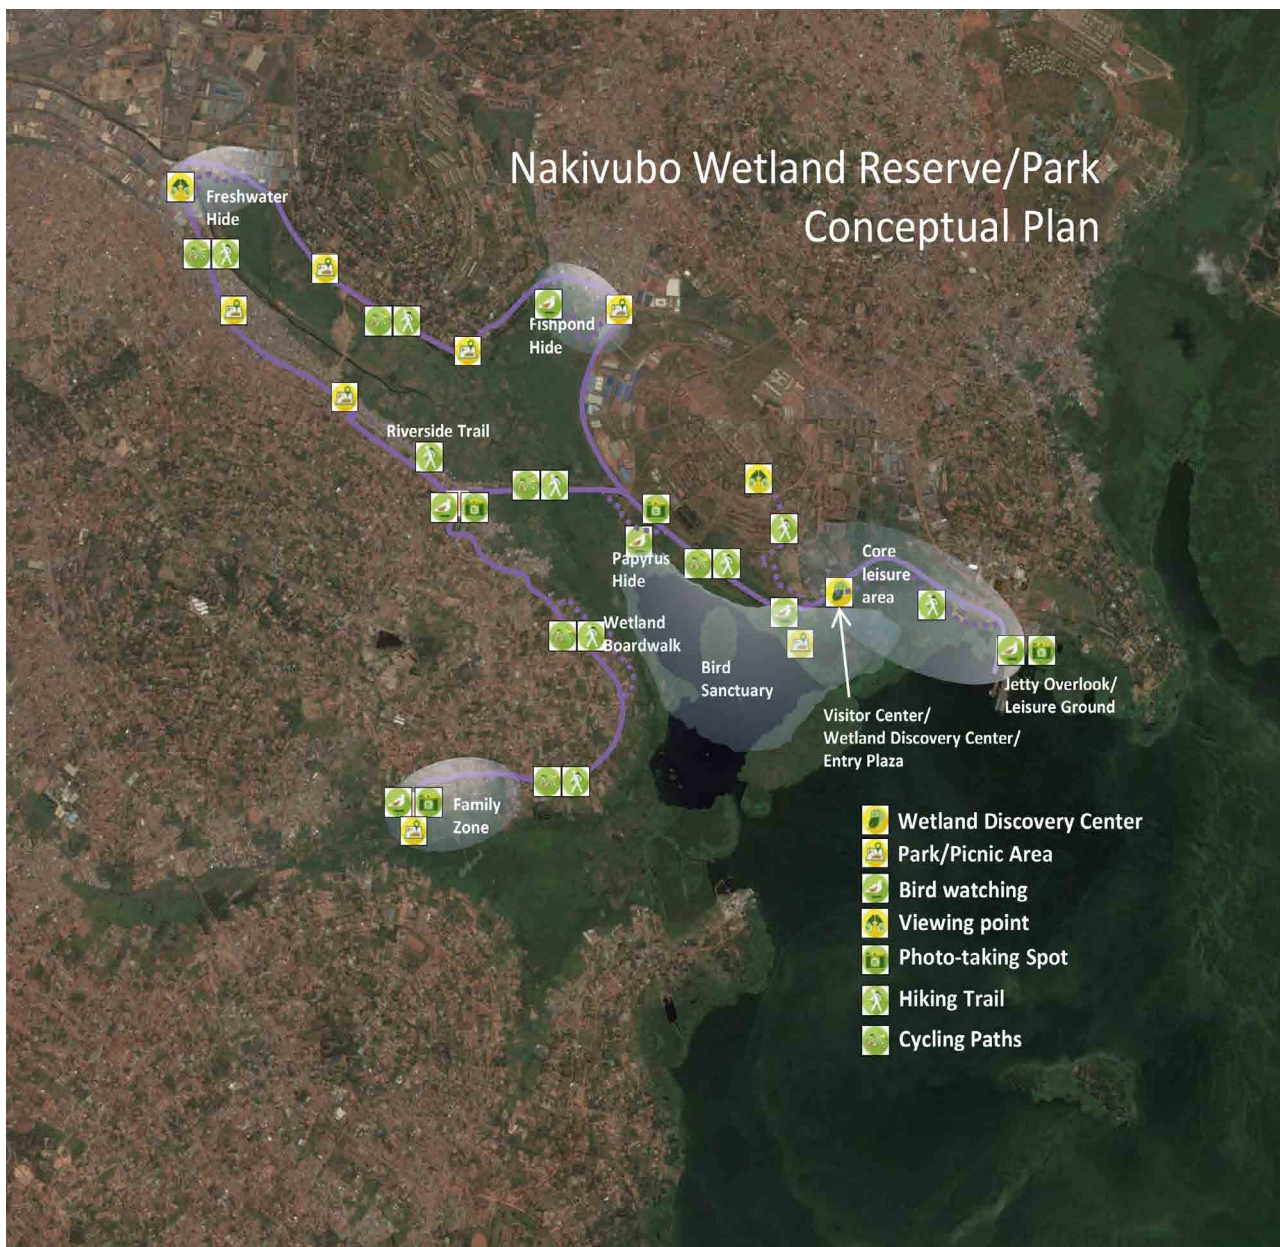 Nakivubo Wetland Reserve/Park
Conceptual Plan
Freshwater
Hide
Fishpond
Hide
Riverside Trail
Papyrus
Hide
Core
leisure
area
Wetland
Boardwalk
Bird
Sanctuary
Jetty Overlook/
Leisure Ground
Visitor Center/
Wetland Discovery Center/
Entry Plaza
Family
Zone
Wetland Discovery Center
Park/Picnic Area
Bird watching
Viewing point
Photo-taking Spot
Hiking Trail
Cycling Paths